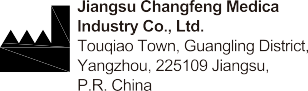 Jiangsu Changfeng Medica
Industry Co., Ltd.
Touqiao Town, Guangling District,
Yangzhou, 225109 Jiangsu,
P.R. China